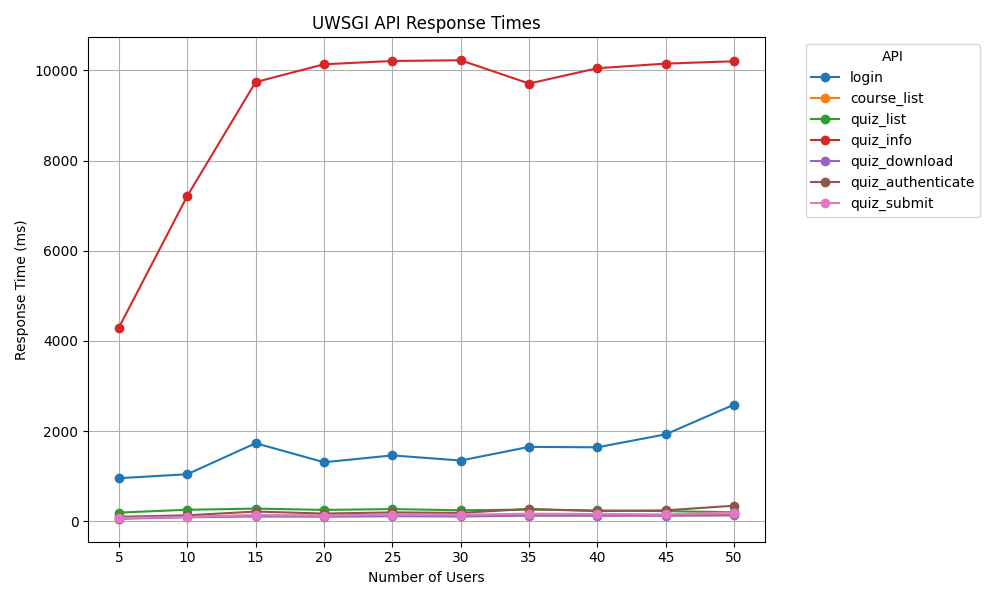 UWSGI API Response Times
Response Time (ms)
10000
8000
6000
4000
2000
0
5 10 15 20 25 30 35 40 45 50
Number of Users
API
login
course_list
quiz_list
quiz_info
quiz_download
quiz_authenticate
quiz_submit